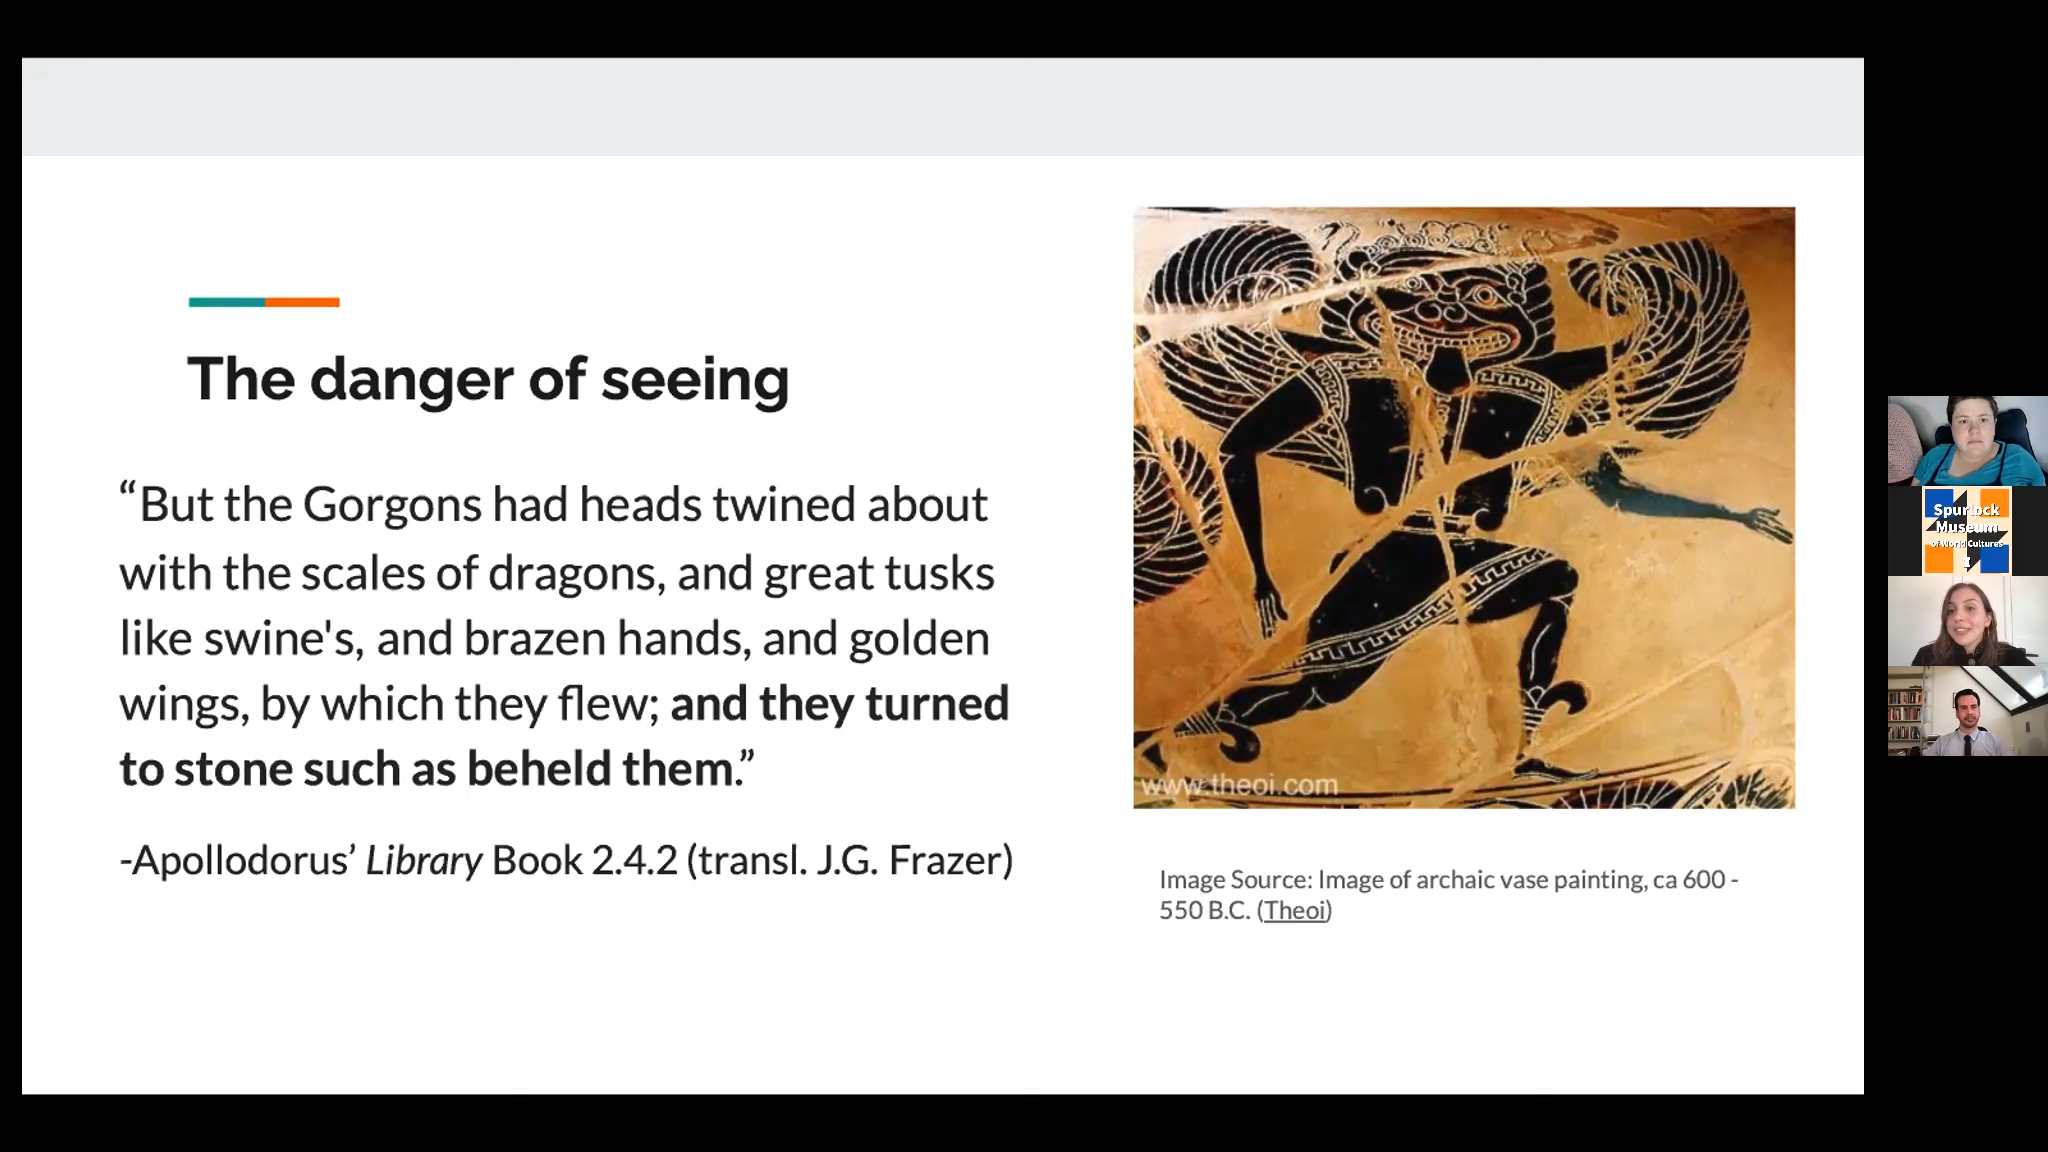 The danger of seeing
“But the Gorgons had heads twined about
with the scales of dragons, and great tusks
like swine's, and brazen hands, and golden
wings, by which they flew; and they turned
to stone such as beheld them.”
-Apollodorus’ Library Book 2.4.2 (transl. J.G. Frazer)
www.theoi.com
Image Source: Image of archaic vase painting, ca 600 -
550 B.C. (Theoi)
Spurlock
Museum
of World Cultures
I